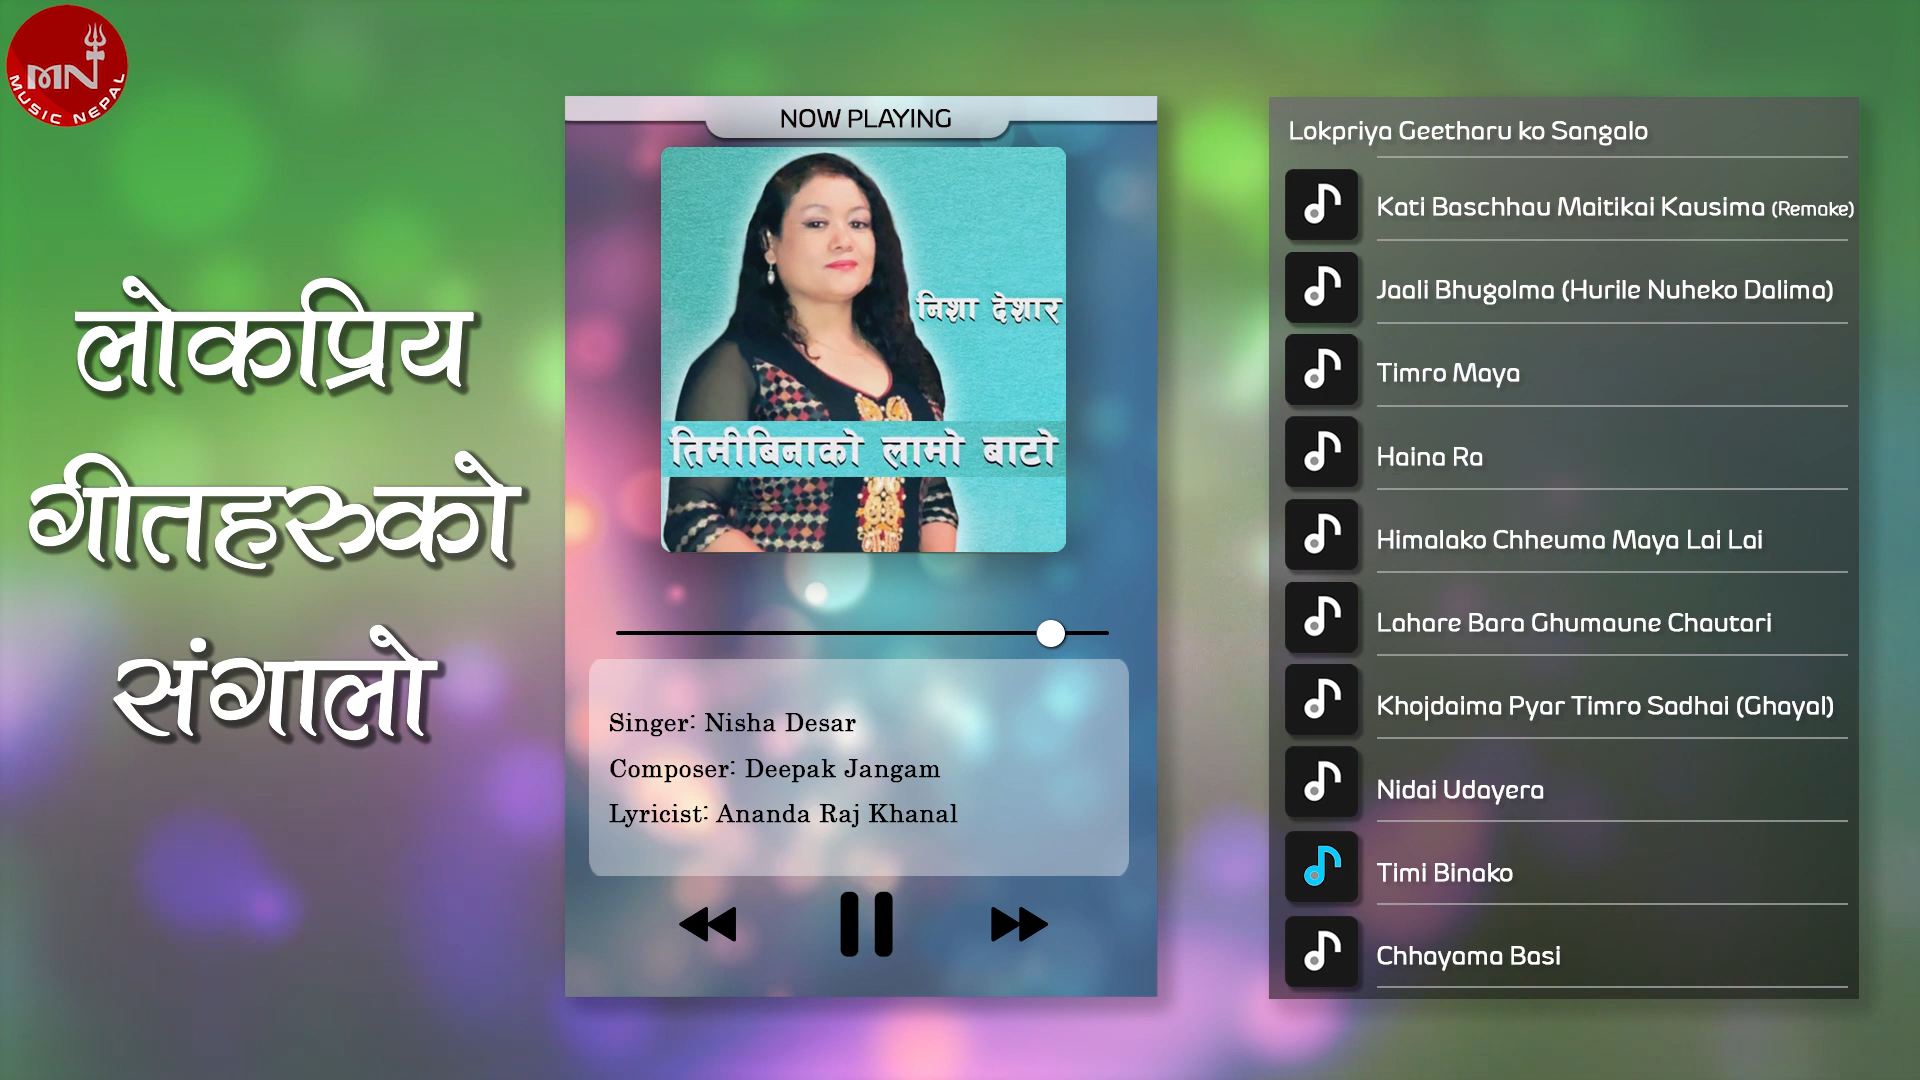 MN
MUSIC NEPAL
लोकप्रिय
गीतहरुको
संगालो
NOW PLAYING
निशा देशार
तिमीबिनाको लामो बाटो
Singer: Nisha Desar
Composer: Deepak Jangam
Lyricist: Ananda Raj Khanal
Lokpriya Geetharu ko Sangalo
Kati Baschhau Maitikai Kausima (Remake)
Jaali Bhugolma (Hurile Nuheko Dalima)
Timro Maya
Haina Ra
Himalako Chheuma Maya Lai Lai
Lahare Bara Ghumaune Chautari
Khojdaima Pyar Timro Sadhai (Ghayal)
Nidai Udayera
Timi Binako
Chhayama Basi